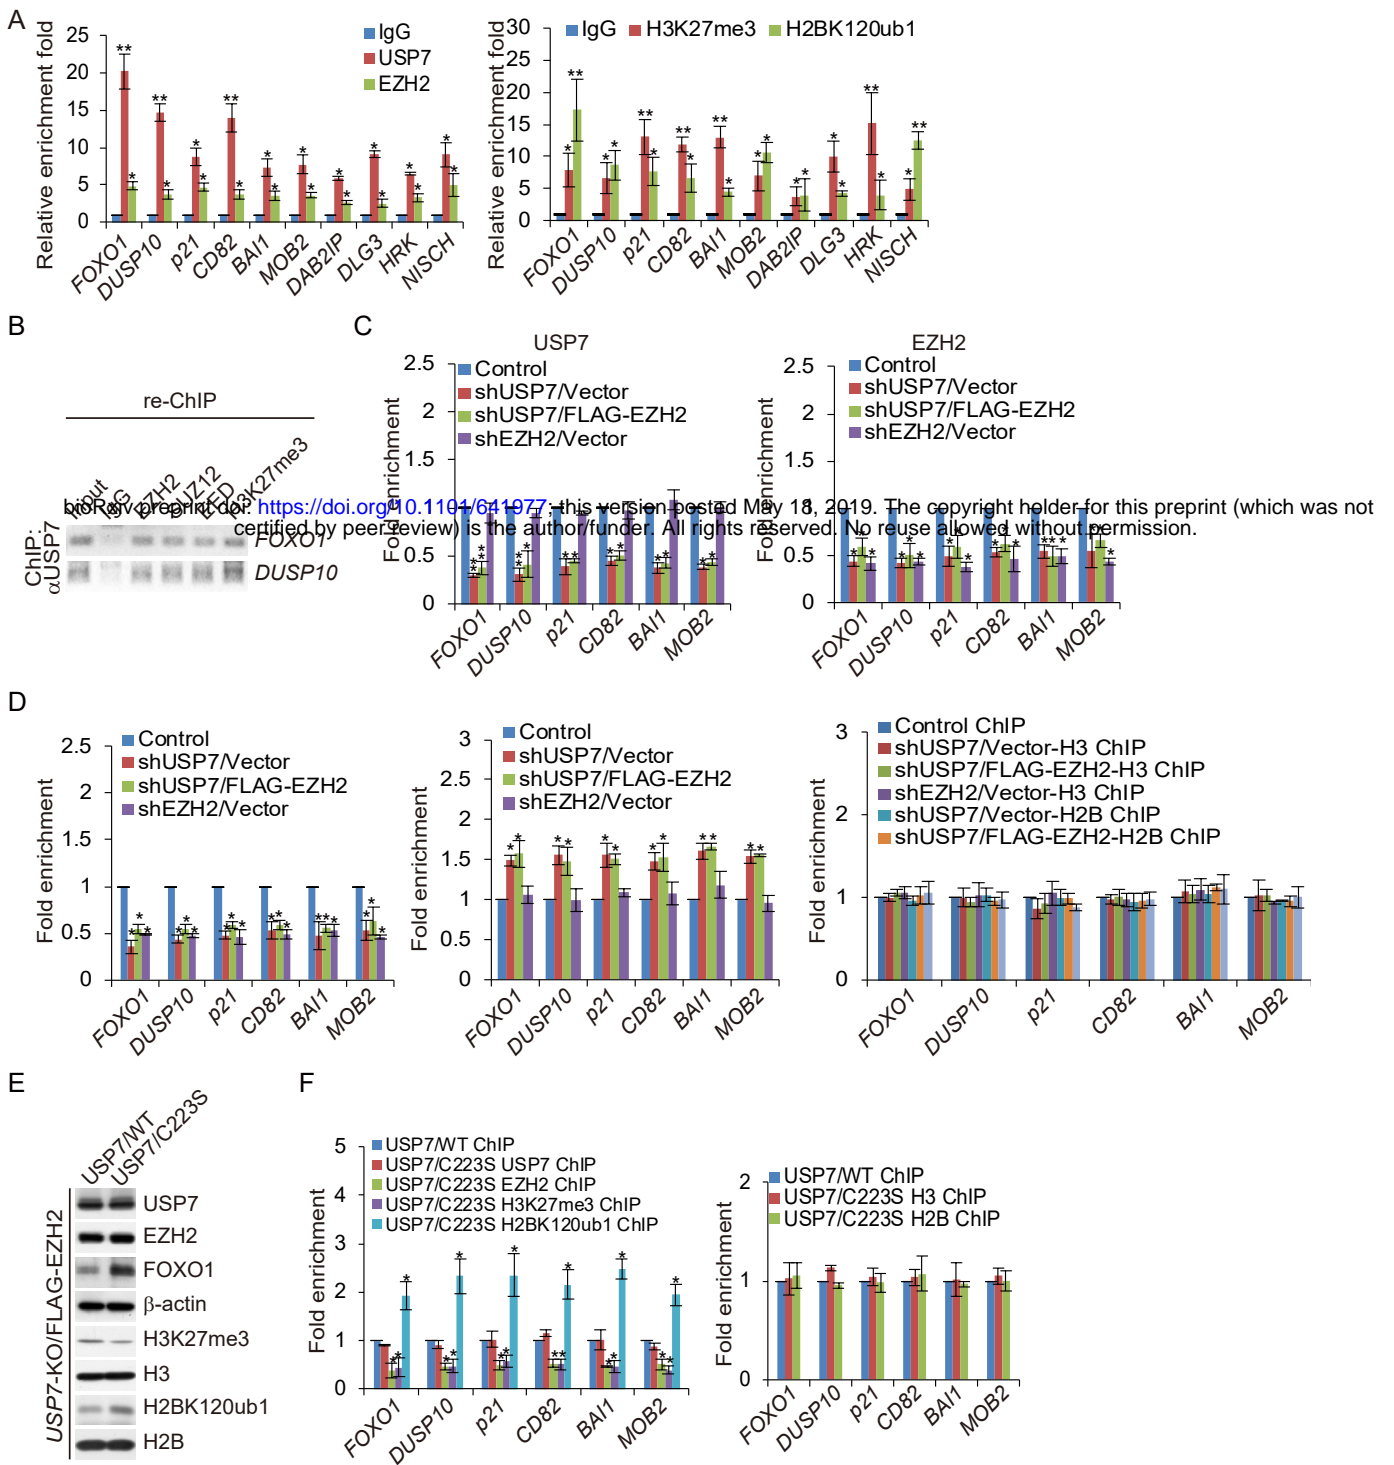 A
Relative enrichment fold
25
20
15
10
5
0
IgG
USP7
EZH2
FOXO1
DUSP10
p21
CD82
BAI1
MOB2
DAB2IP
DLG3
HRK
NISCH
Relative enrichment fold
30
25
20
15
10
5
0
IgG H3K27me3 H2BK120ub1
FOXO1
DUSP10
p21
CD82
BAI1
MOB2
DAB2IP
DLG3
HRK
NISCH
B
re-ChIP
Input
IgG
EZH2
SUZ12
EED
H3K27me3
ChIP:
αUSP7
FOXO1
DUSP10
C
USP7
Fold enrichment
2.5
2
1.5
1
0.5
0
Control
shUSP7/Vector
shUSP7/FLAG-EZH2
shEZH2/Vector
FOXO1
DUSP10
p21
CD82
BAI1
MOB2
EZH2
Fold enrichment
2.5
2
1.5
1
0.5
0
Control
shUSP7/Vector
shUSP7/FLAG-EZH2
shEZH2/Vector
FOXO1
DUSP10
p21
CD82
BAI1
MOB2
bioRxiv preprint doi: https://doi.org/10.1101/641977; this version posted May 18, 2019. The copyright holder for this preprint (which was not
certified by peer review) is the author/funder. All rights reserved. No reuse allowed without permission.
D
Fold enrichment
2.5
2
1.5
1
0.5
0
Control
shUSP7/Vector
shUSP7/FLAG-EZH2
shEZH2/Vector
FOXO1
DUSP10
p21
CD82
BAI1
MOB2
Fold enrichment
3
2.5
2
1.5
1
0.5
0
Control
shUSP7/Vector
shUSP7/FLAG-EZH2
shEZH2/Vector
FOXO1
DUSP10
p21
CD82
BAI1
MOB2
Fold enrichment
3
2
1
0
Control ChIP
shUSP7/Vector-H3 ChIP
shUSP7/FLAG-EZH2-H3 ChIP
shEZH2/Vector-H3 ChIP
shUSP7/Vector-H2B ChIP
shUSP7/FLAG-EZH2-H2B ChIP
FOXO1
DUSP10
p21
CD82
BAI1
MOB2
E
USP7/WT
USP7/C223S
USP7-KO/FLAG-EZH2
USP7
EZH2
FOXO1
β-actin
H3K27me3
H3
H2BK120ub1
H2B
F
Fold enrichment
5
4
3
2
1
0
USP7/WT ChIP
USP7/C223S USP7 ChIP
USP7/C223S EZH2 ChIP
USP7/C223S H3K27me3 ChIP
USP7/C223S H2BK120ub1 ChIP
FOXO1
DUSP10
p21
CD82
BAI1
MOB2
Fold enrichment
2
1
0
USP7/WT ChIP
USP7/C223S H3 ChIP
USP7/C223S H2B ChIP
FOXO1
DUSP10
p21
CD82
BAI1
MOB2